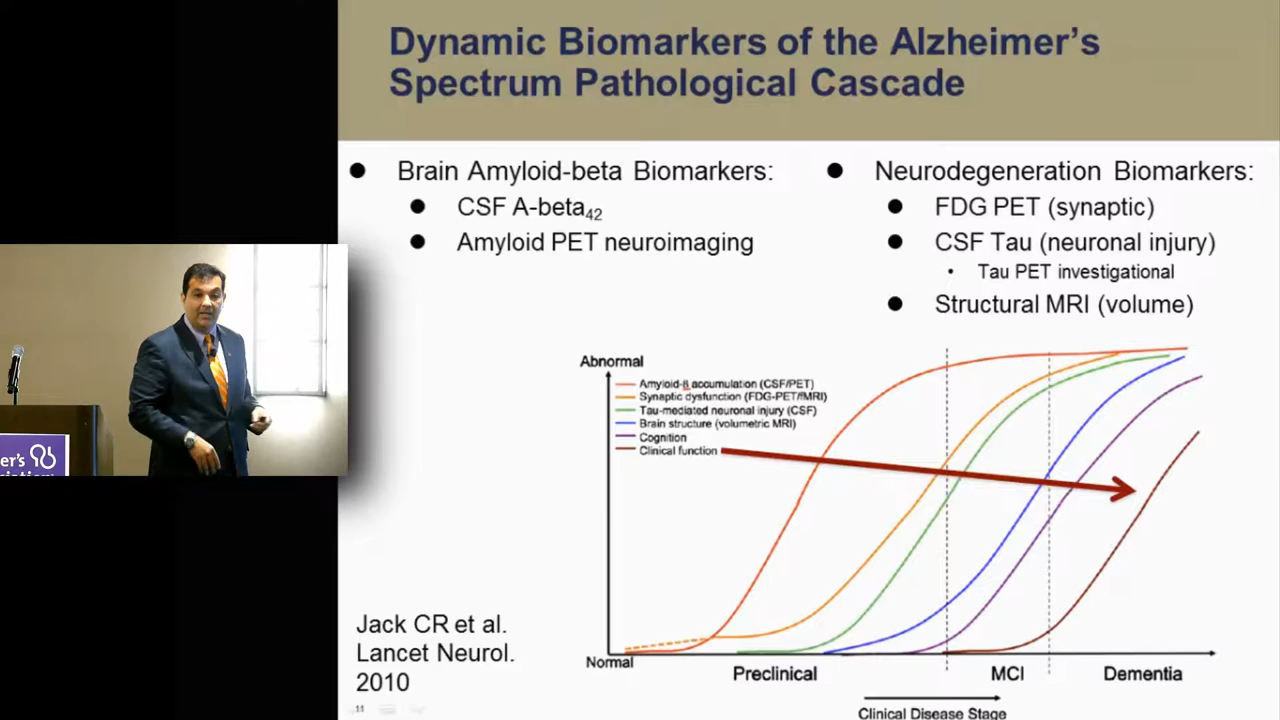 Dynamic Biomarkers of the Alzheimer's
Spectrum Pathological Cascade
● Brain Amyloid-beta Biomarkers:
● CSF A-beta42
● Amyloid PET neuroimaging
● Neurodegeneration Biomarkers:
● FDG PET (synaptic)
● CSF Tau (neuronal injury)
• Tau PET investigational
● Structural MRI (volume)
Abnormal
Amyloid-β accumulation (CSF/PET)
Synaptic dysfunction (FDG-PET/fMRI)
Tau-mediated neuronal injury (CSF)
Brain structure (volumetric MRI)
Cognition
Clinical function
Normal
Preclinical
MCI
Dementia
Clinical Disease Stage
Jack CR et al.
Lancet Neurol.
2010
11
er's